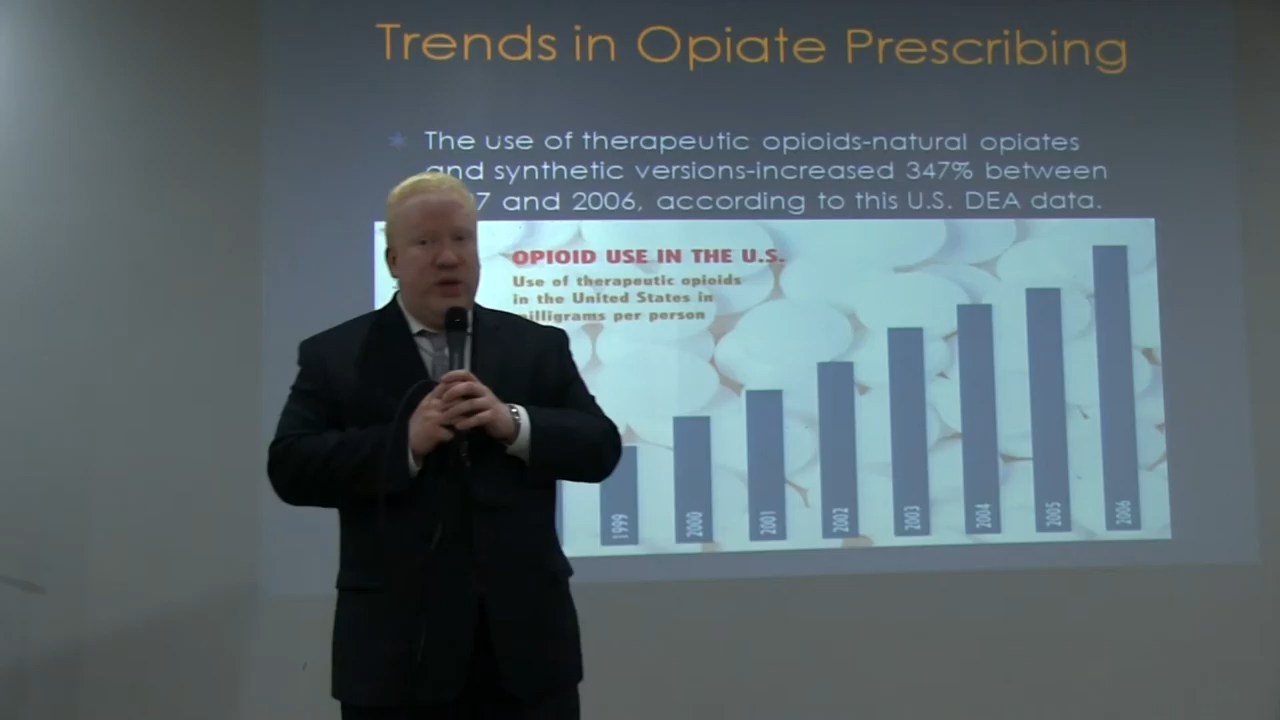 Trends in Opiate Prescribing
* The use of therapeutic opioids-natural opiates
and synthetic versions-increased 347% between
7 and 2006, according to this U.S. DEA data.
OPIOID USE IN THE U.S.
Use of therapeutic opioids
in the United States in
milligrams per person
1999
2000
2001
2002
2003
2004
2005
2006